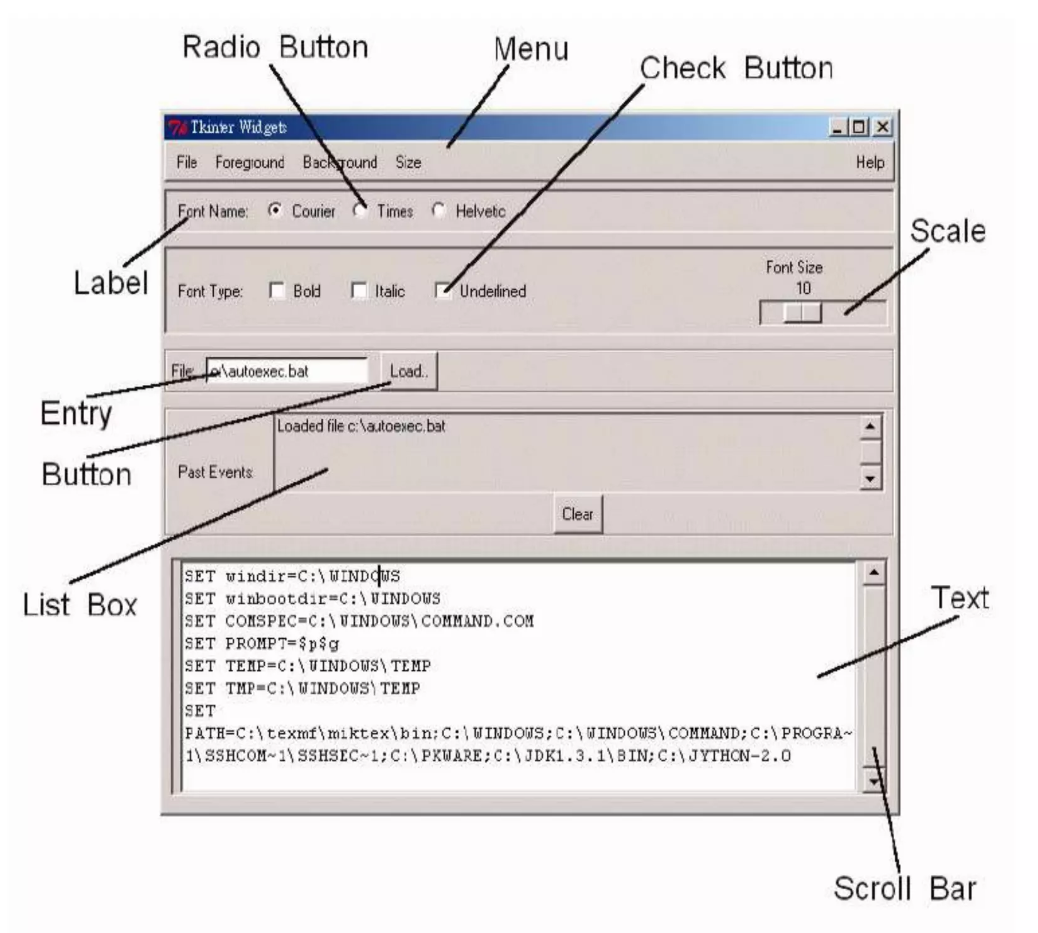 Radio Button
Menu
Check Button
Tkinter Widgets
File Foreground Background Size Help
Font Name: Courier Times Helvetic
Scale
Label
Font Size
Font Type: Bold Italic Underlined
10
File: c:\autoexec.bat Load..
Entry
Loaded file c:\autoexec.bat
Button
Past Events:
Clear
List Box
SET windir=C:\WINDOWS
SET winbootdir=C:\WINDOWS
SET COMSPEC=C:\WINDOWS\COMMAND.COM
SET PROMPT=$p$g
SET TEMP=C:\WINDOWS\TEMP
SET TMP=C:\WINDOWS\TEMP
SET
PATH=C:\texmf\miktex\bin;C:\WINDOWS;C:\WINDOWS\COMMAND;C:\PROGRA~
1\SSHCOM~1\SSHSEC~1;C:\PKWARE;C:\JDK1.3.1\BIN;C:\JYTHON-2.0
Text
Scroll Bar